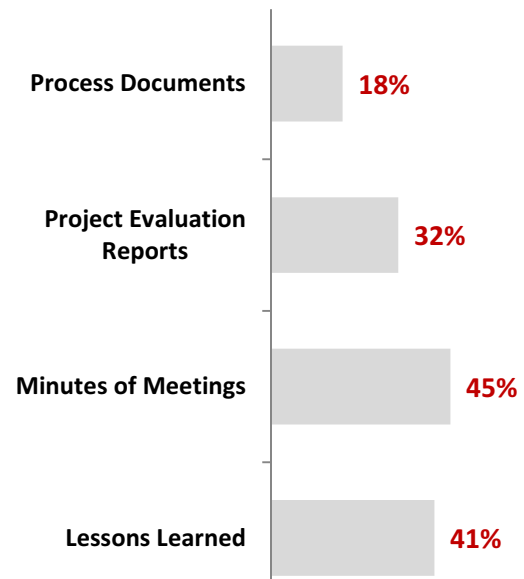 Process Documents
18%
Project Evaluation
Reports
32%
Minutes of Meetings
45%
Lessons Learned
41%